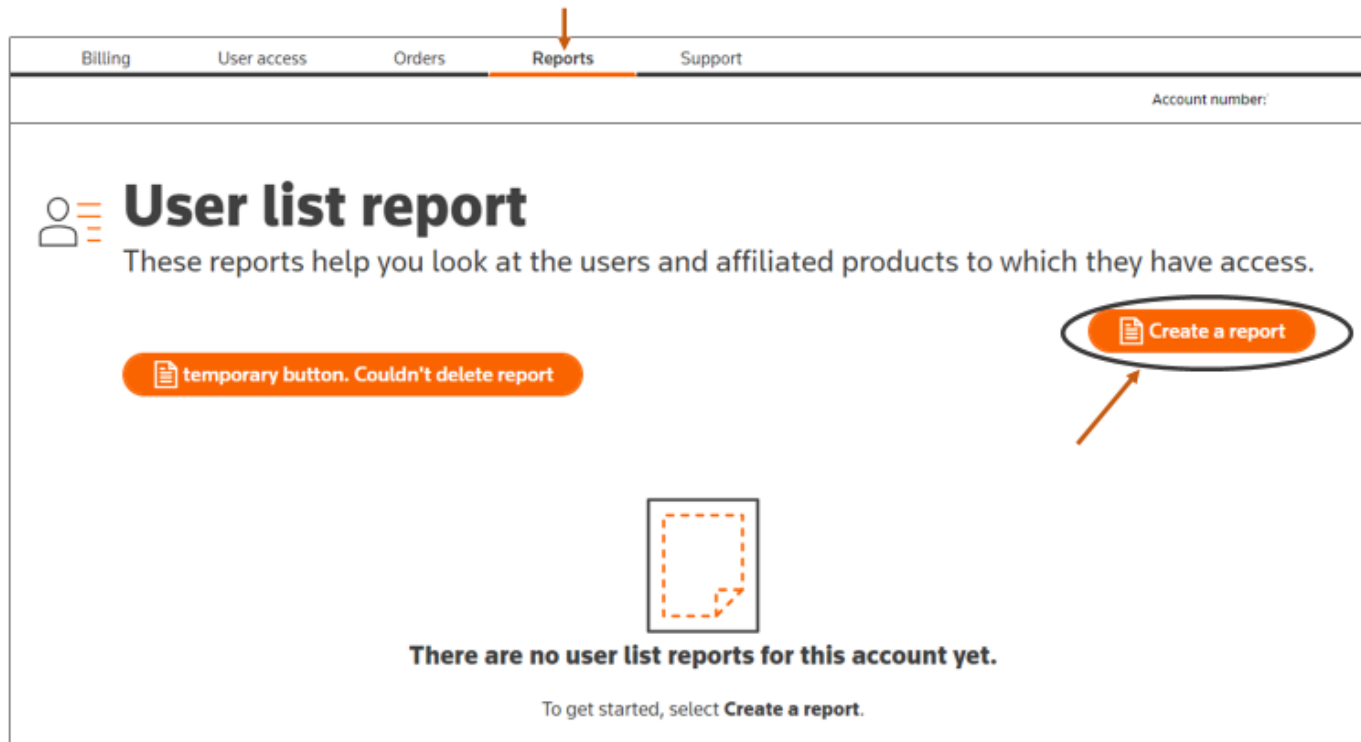 Billing User access Orders Reports Support
Account number:
User list report
These reports help you look at the users and affiliated products to which they have access.
Create a report
temporary button. Couldn't delete report
There are no user list reports for this account yet.
To get started, select Create a report.